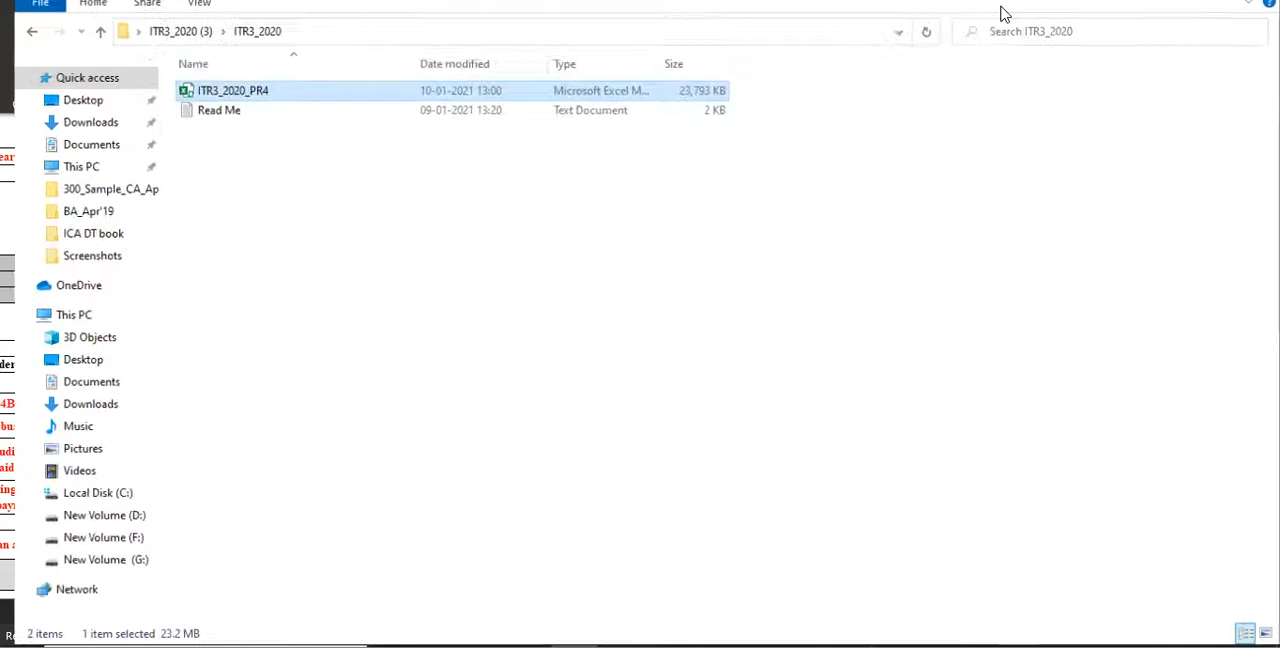 File Home Share View
ITR3_2020 (3) › ITR3_2020
Search ITR3_2020
Name Date modified Type Size
ITR3_2020_PR4 10-01-2021 13:00 Microsoft Excel M... 23,793 KB
Read Me 09-01-2021 13:20 Text Document 2 KB
Quick access
Desktop
Downloads
Documents
This PC
300_Sample_CA_Ap
BA_Apr'19
ICA DT book
Screenshots
OneDrive
This PC
3D Objects
Desktop
Documents
Downloads
Music
Pictures
Videos
Local Disk (C:)
New Volume (D:)
New Volume (F:)
New Volume (G:)
Network
2 items 1 item selected 23.2 MB